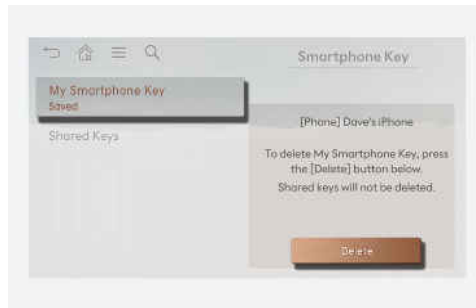 Smartphone Key
My Smartphone Key
Saved
Shared Keys
[Phone] Dave's iPhone
To delete My Smartphone Key, press
the [Delete] button below.
Shared keys will not be deleted.
Delete